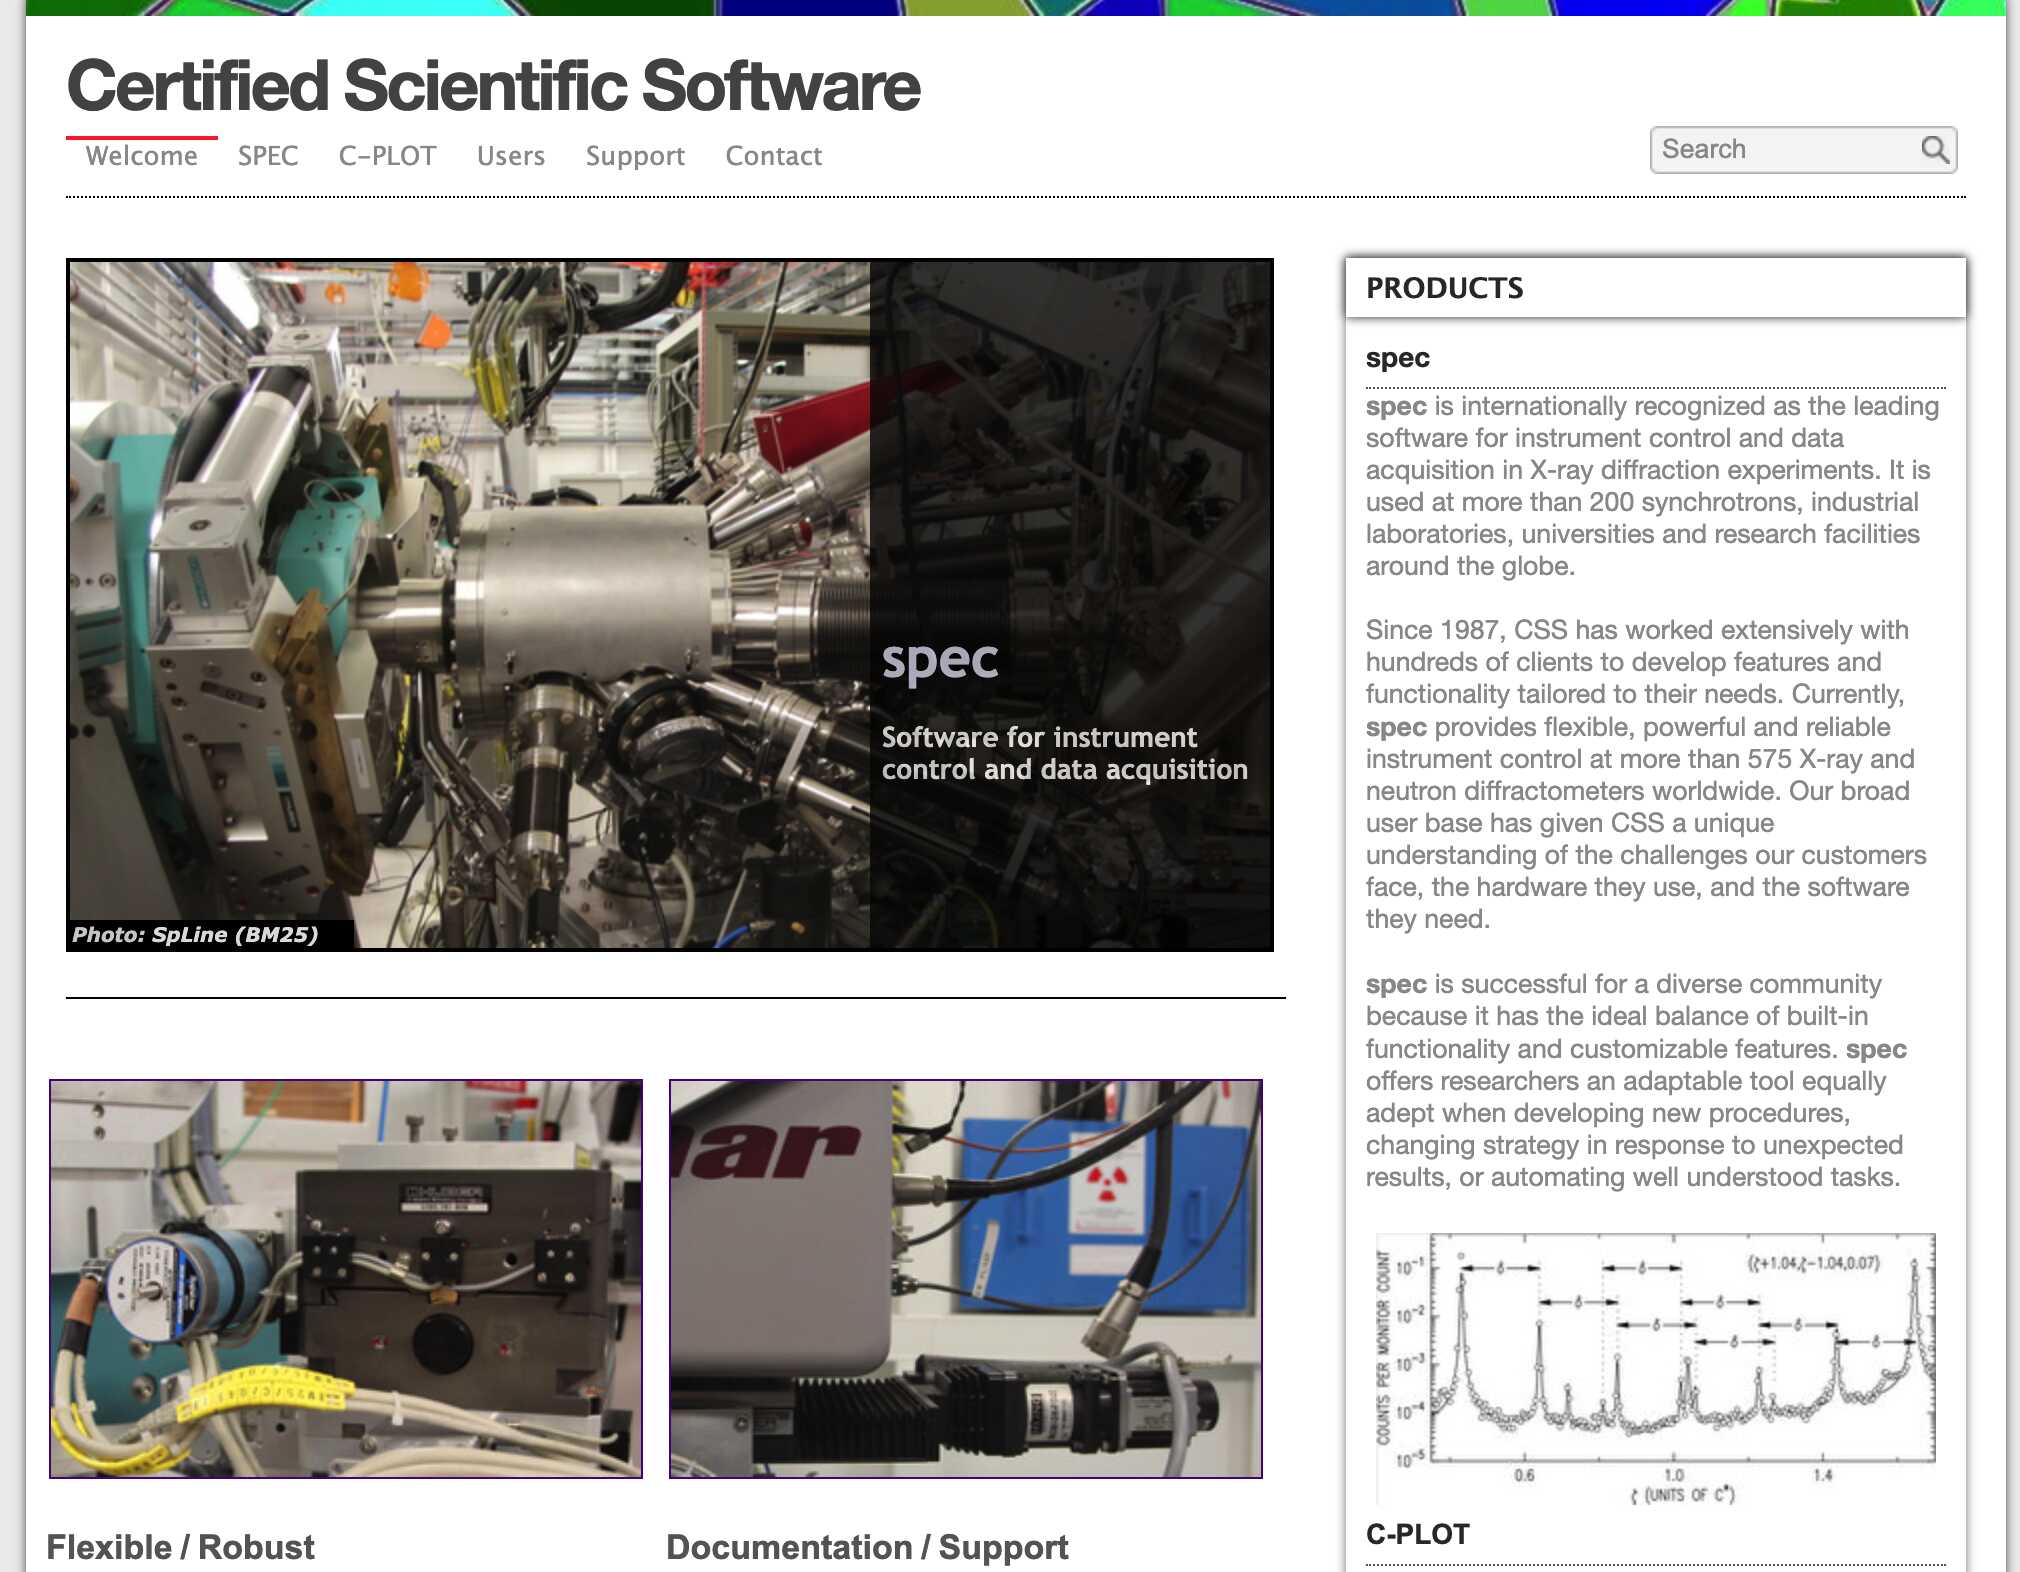 Certified Scientific Software
Welcome SPEC C-PLOT Users Support Contact
Search
spec
Software for instrument
control and data acquisition
Photo: SpLine (BM25)
nar
HUBER
Flexible / Robust
Documentation / Support
PRODUCTS
spec
spec is internationally recognized as the leading
software for instrument control and data
acquisition in X-ray diffraction experiments. It is
used at more than 200 synchrotrons, industrial
laboratories, universities and research facilities
around the globe.
Since 1987, CSS has worked extensively with
hundreds of clients to develop features and
functionality tailored to their needs. Currently,
spec provides flexible, powerful and reliable
instrument control at more than 575 X-ray and
neutron diffractometers worldwide. Our broad
user base has given CSS a unique
understanding of the challenges our customers
face, the hardware they use, and the software
they need.
spec is successful for a diverse community
because it has the ideal balance of built-in
functionality and customizable features. spec
offers researchers an adaptable tool equally
adept when developing new procedures,
changing strategy in response to unexpected
results, or automating well understood tasks.
COUNTS PER MONITOR COUNT
(ζ+1.04,ζ-1.04,0.07)
10⁻¹
10⁻²
10⁻³
10⁻⁴
10⁻⁵
δ δ
δ δ
δ δ
δ δ
0.6 1.0 1.4
ζ (UNITS OF C*)
C-PLOT